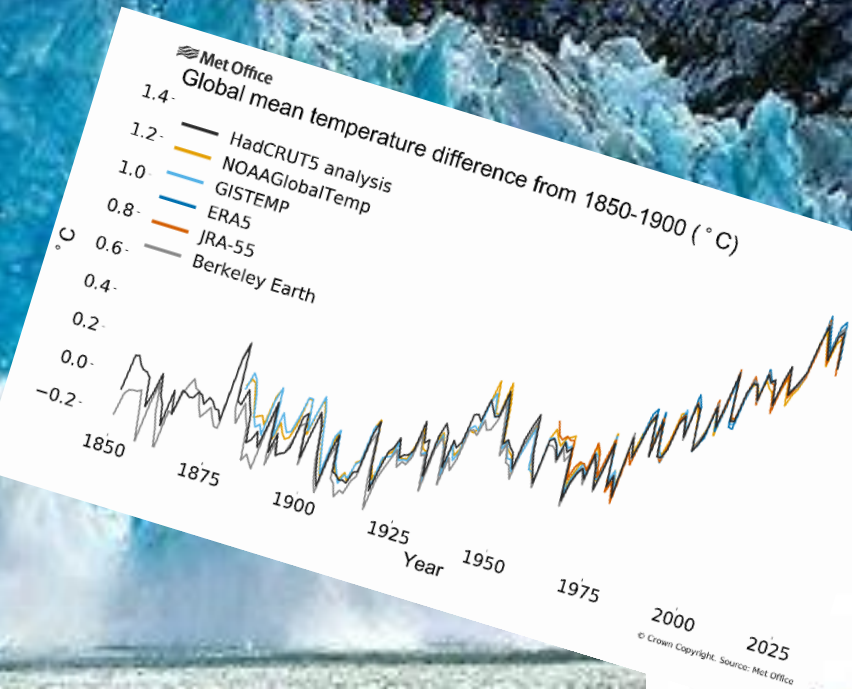 Met Office
Global mean temperature difference from 1850-1900 (°C)
1.4
1.2
1.0
0.8
0.6
0.4
0.2
0.0
−0.2
°C
HadCRUT5 analysis
NOAAGlobalTemp
GISTEMP
ERA5
JRA-55
Berkeley Earth
1850
1875
1900
1925
1950
1975
2000
2025
Year
© Crown Copyright. Source: Met Office